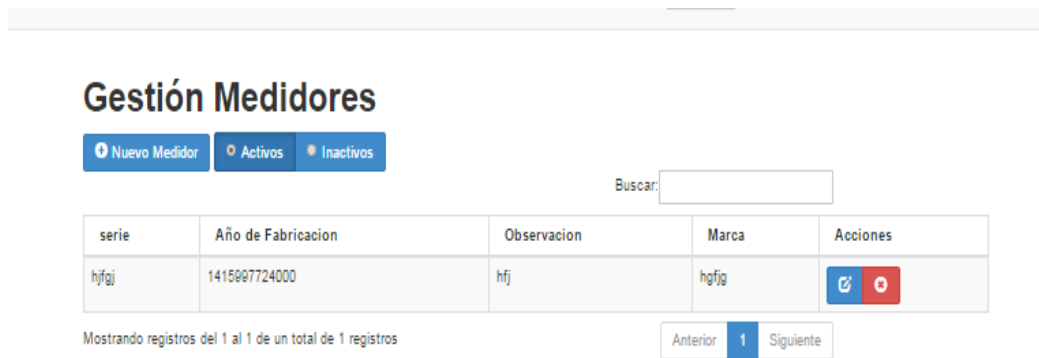 Gestión Medidores
Nuevo Medidor Activos Inactivos
Buscar:
serie Año de Fabricacion Observacion Marca Acciones
hjfgj 1415997724000 hfj hgfjg
Mostrando registros del 1 al 1 de un total de 1 registros Anterior 1 Siguiente